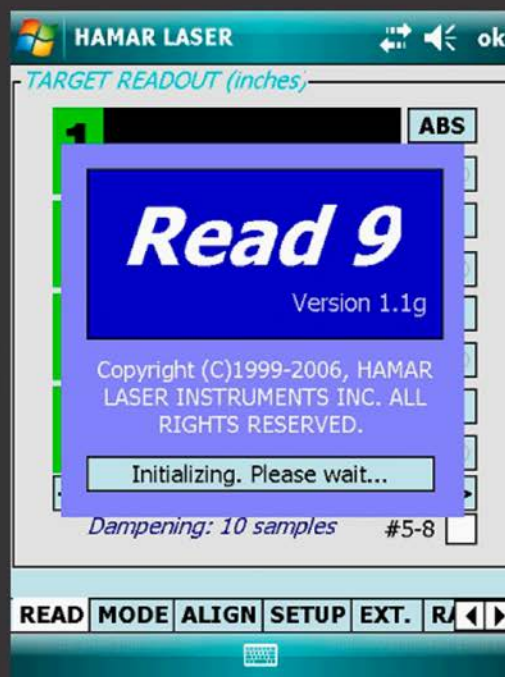 HAMAR LASER
ok
TARGET READOUT (inches)
1
ABS
Read 9
Version 1.1g
Copyright (C)1999-2006, HAMAR
LASER INSTRUMENTS INC. ALL
RIGHTS RESERVED.
Initializing. Please wait...
Dampening: 10 samples
#5-8
READ MODE ALIGN SETUP EXT.